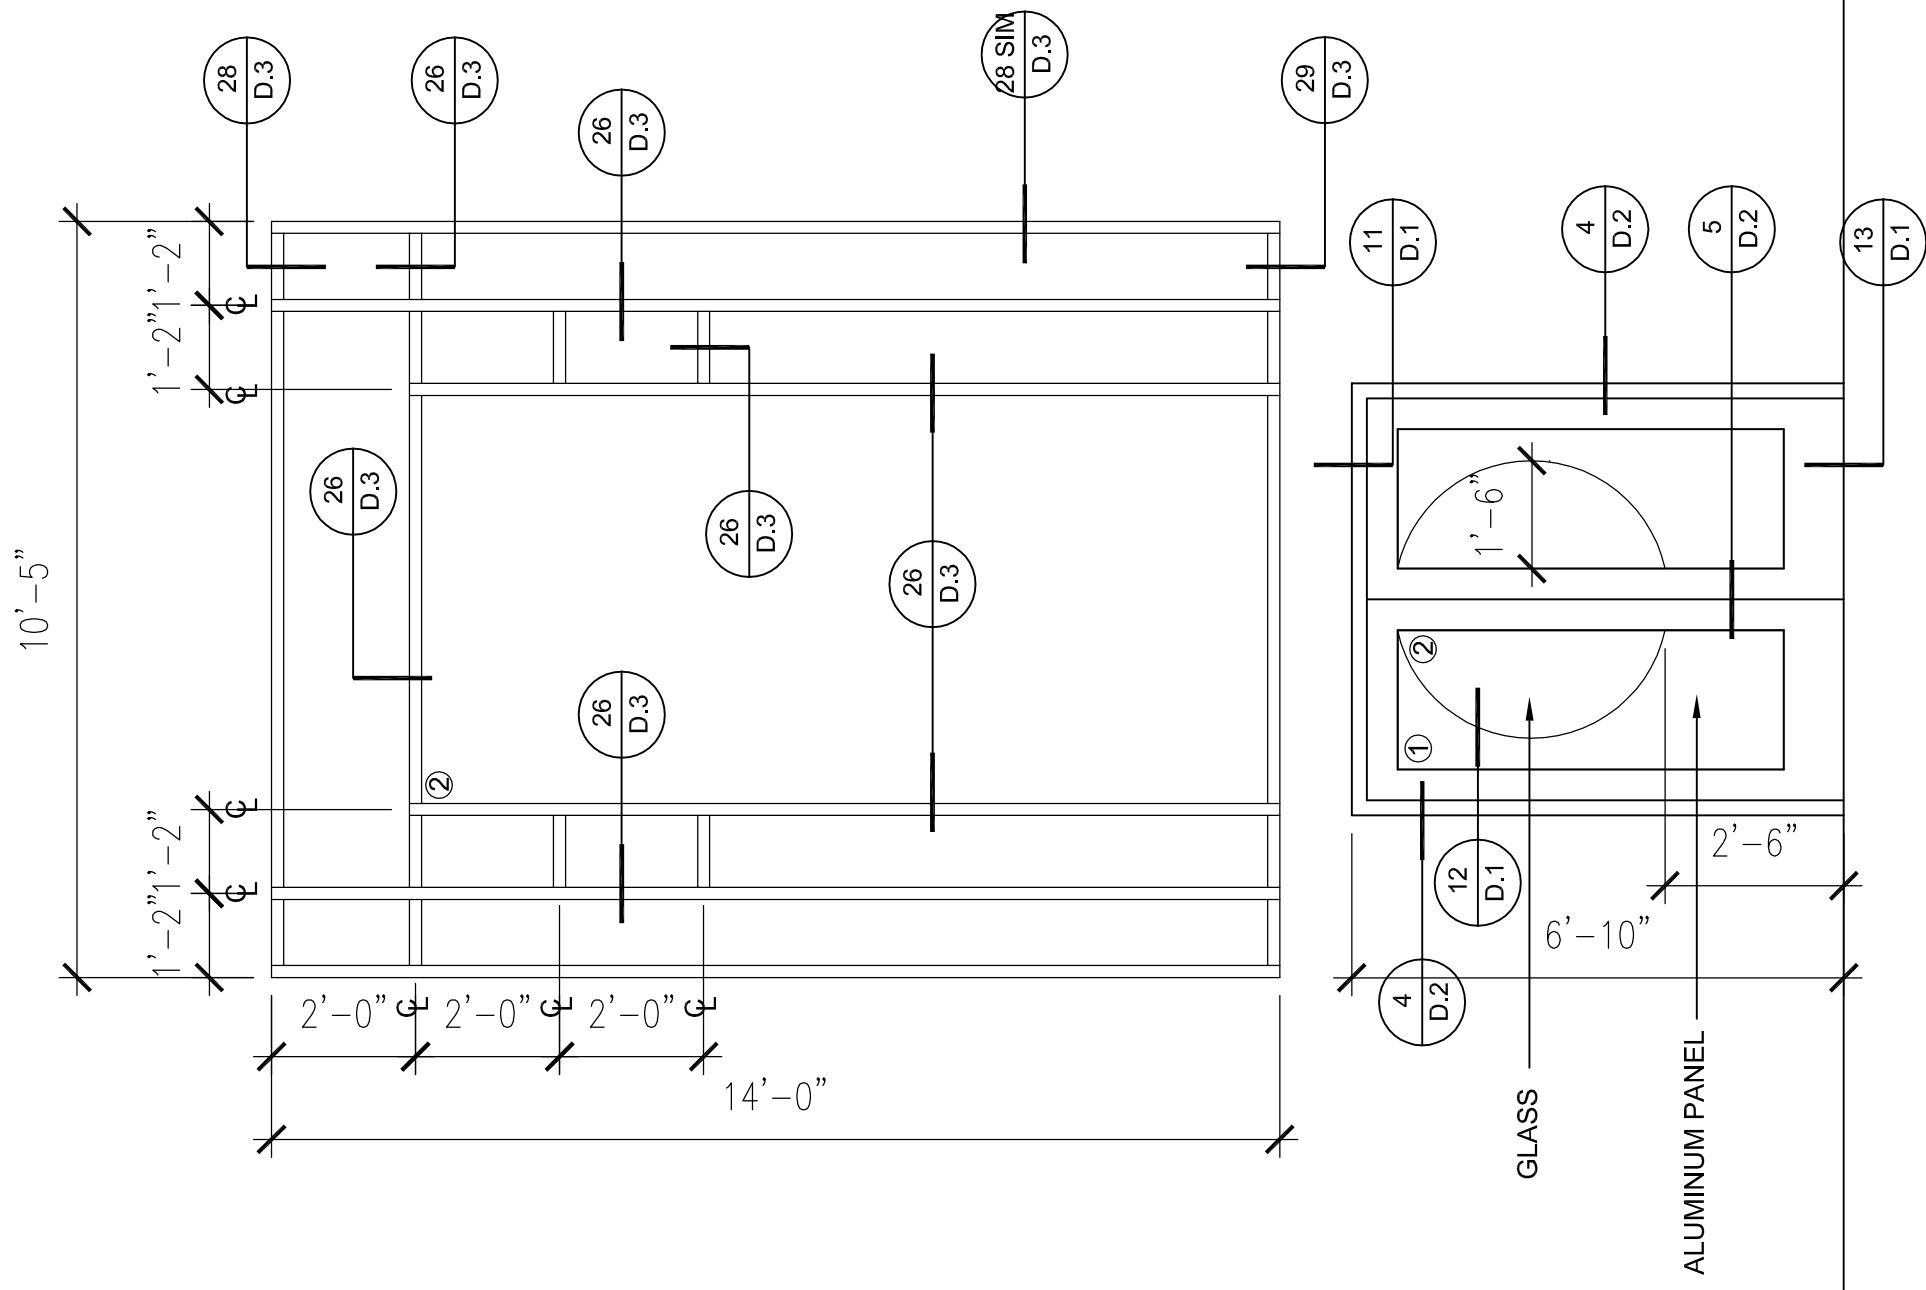 28
D.3
26
D.3
26
D.3
28 SIM
D.3
29
D.3
11
D.1
4
D.2
5
D.2
13
D.1
10'-5"
1'-2"
1'-2"
1'-2"
1'-2"
℄
℄
℄
℄
26
D.3
26
D.3
26
D.3
26
D.3
2
1'-6"
2
1
12
D.1
4
D.2
2'-6"
6'-10"
2'-0"
℄
2'-0"
℄
2'-0"
℄
14'-0"
GLASS
ALUMINUM PANEL